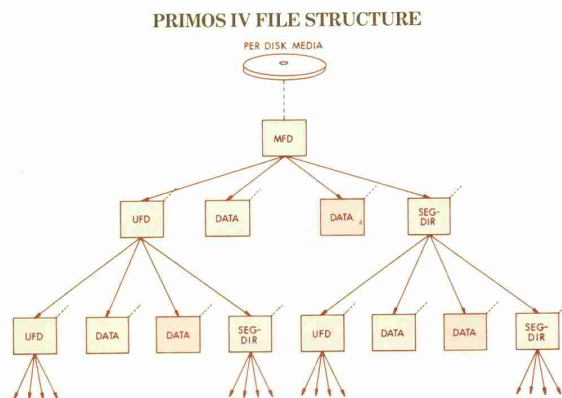 PRIMOS IV FILE STRUCTURE
PER DISK MEDIA
MFD
UFD
DATA
DATA
SEG-
DIR
UFD
DATA
DATA
SEG-
DIR
UFD
DATA
DATA
SEG-
DIR